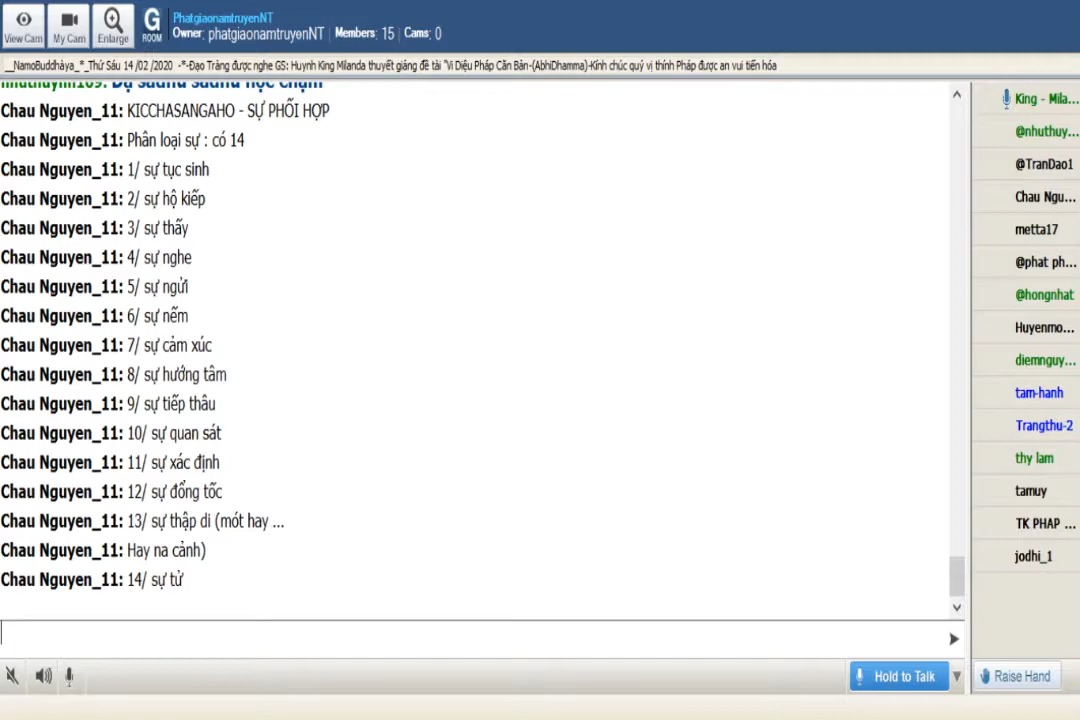 PhatgiaonamtruyenNT
Owner: phatgiaonamtruyenNT | Members: 15 | Cams: 0
View Cam
My Cam
Enlarge
G
ROOM
__NamoBuddhàya_*_Thứ Sáu 14 /02 /2020 -*-Đạo Tràng được nghe GS: Huynh King Milanda thuyết giảng đề tài "Vi Diệu Pháp Căn Bản-(AbhiDhamma)-Kính chúc quý vị thính Pháp được an vui tiến hóa
nhuthuynh109: Dạ sadhu sadhu học chậm
Chau Nguyen_11: KICCHASANGAHO - SỰ PHỐI HỢP
Chau Nguyen_11: Phân loại sự : có 14
Chau Nguyen_11: 1/ sự tục sinh
Chau Nguyen_11: 2/ sự hộ kiếp
Chau Nguyen_11: 3/ sự thấy
Chau Nguyen_11: 4/ sự nghe
Chau Nguyen_11: 5/ sự ngửi
Chau Nguyen_11: 6/ sự nếm
Chau Nguyen_11: 7/ sự cảm xúc
Chau Nguyen_11: 8/ sự hướng tâm
Chau Nguyen_11: 9/ sự tiếp thâu
Chau Nguyen_11: 10/ sự quan sát
Chau Nguyen_11: 11/ sự xác định
Chau Nguyen_11: 12/ sự đổng tốc
Chau Nguyen_11: 13/ sự thập di (mót hay ...
Chau Nguyen_11: Hay na cảnh)
Chau Nguyen_11: 14/ sự tử
King - Mila...
@nhuthuy...
@TranDao1
Chau Ngu...
metta17
@phat ph...
@hongnhat
Huyenmo...
diemnguy...
tam-hanh
Trangthu-2
thy lam
tamuy
TK PHAP ...
jodhi_1
Hold to Talk
Raise Hand